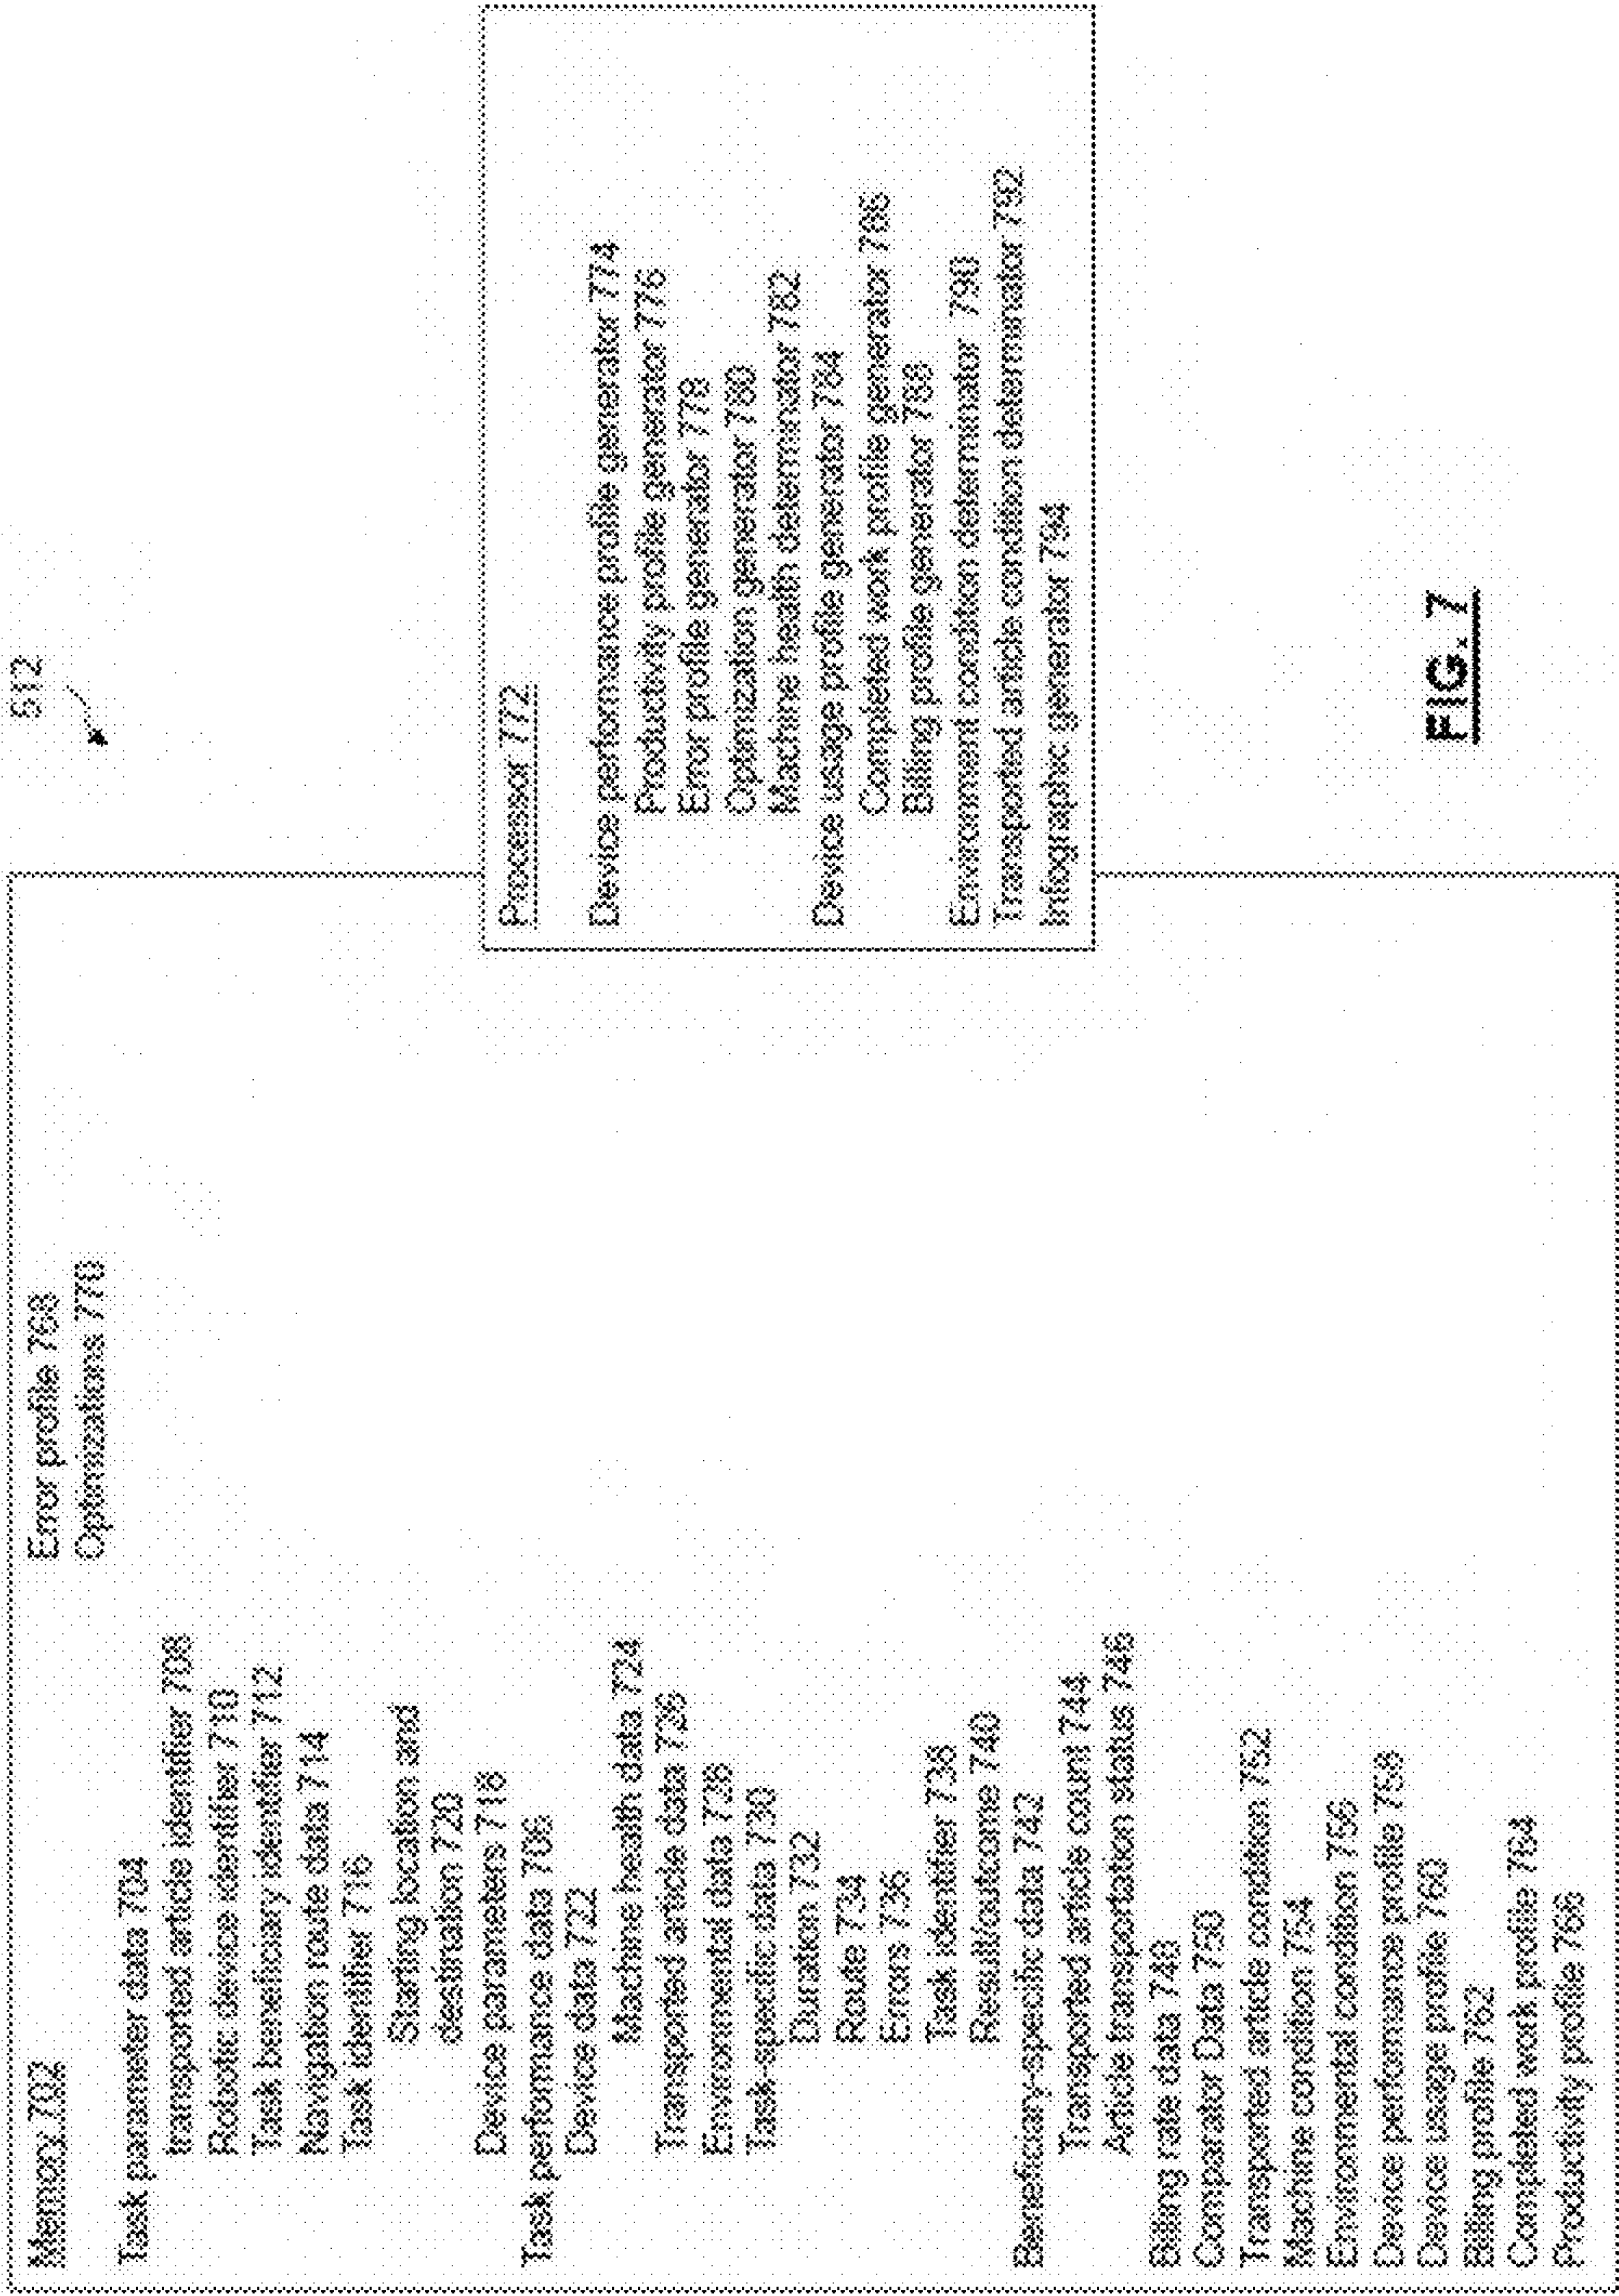 512
Memory 702
Task parameter data 704
transported article identifier 708
Robotic device identifier 710
Task beneficiary identifier 712
Navigation route data 714
Task identifier 716
Starting location and
destination 720
Device parameters 718
Task performance data 706
Device data 722
Machine health data 724
Transported article data 726
Environmental data 728
Task-specific data 730
Duration 732
Route 734
Errors 736
Task identifier 738
Result/outcome 740
Beneficiary-specific data 742
Transported article count 744
Article transportation status 746
Billing rate data 748
Comparator Data 750
Transported article condition 752
Machine condition 754
Environmental condition 756
Device performance profile 758
Device usage profile 760
Billing profile 762
Completed work profile 764
Productivity profile 766
Error profile 768
Optimizations 770
Processor 772
Device performance profile generator 774
Productivity profile generator 776
Error profile generator 778
Optimization generator 780
Machine health determinator 782
Device usage profile generator 784
Completed work profile generator 786
Billing profile generator 788
Environment condition determinator 790
Transported article condition determinator 792
Infographic generator 794
FIG. 7